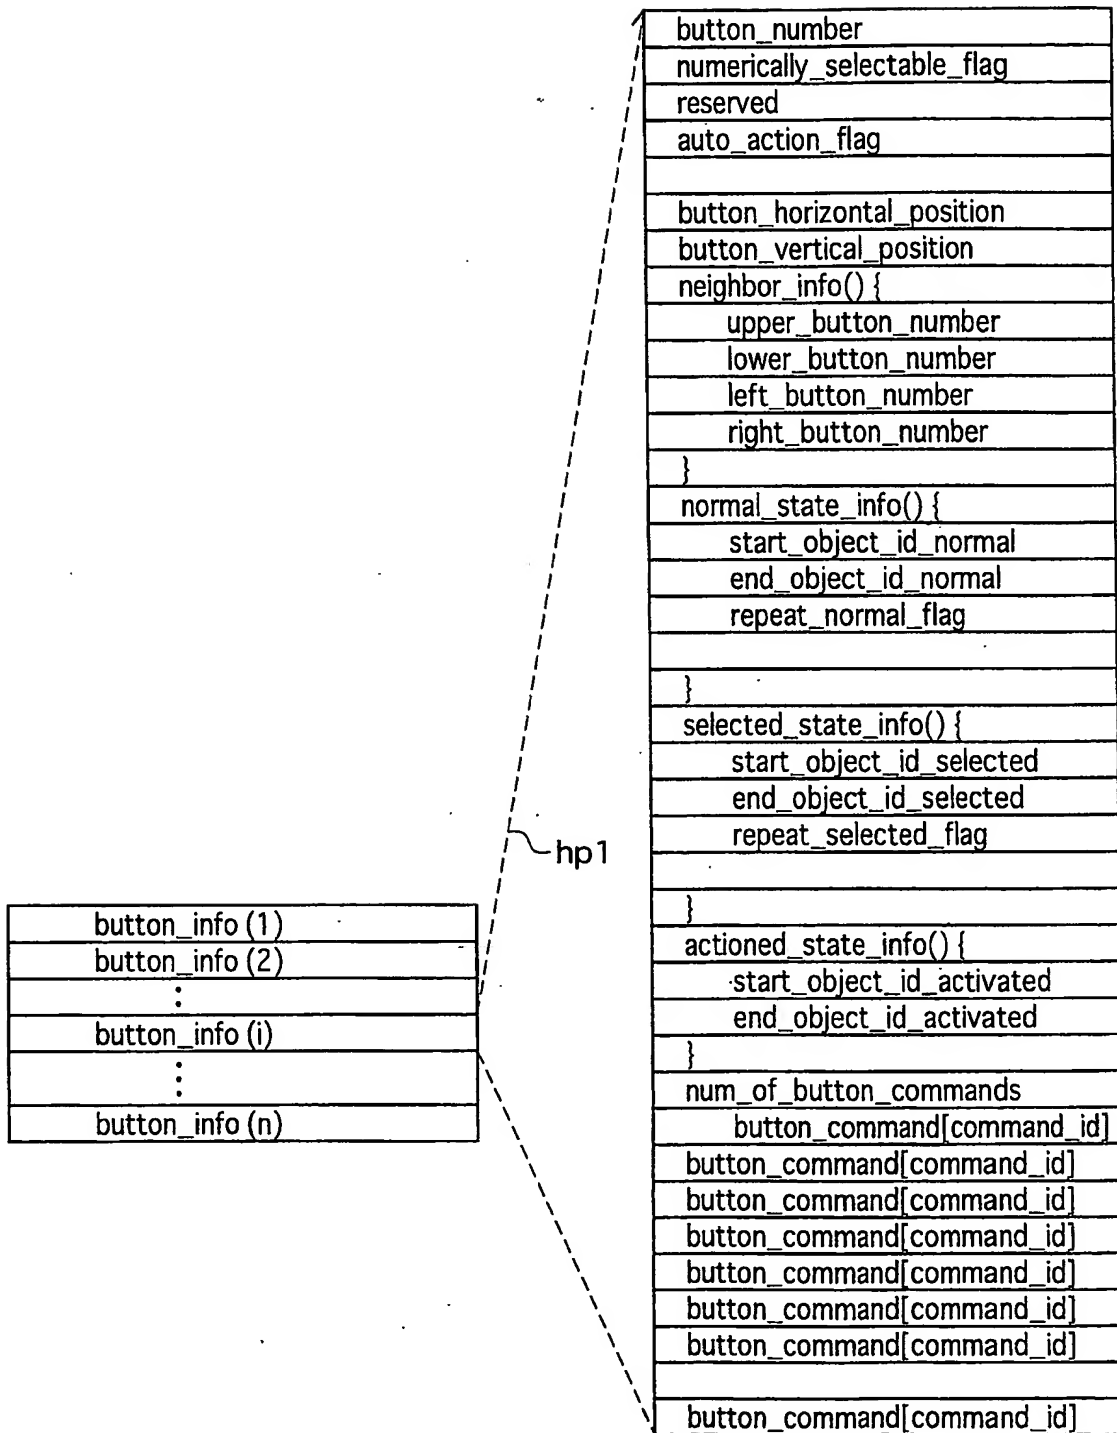 button_number
numerically_selectable_flag
reserved
auto_action_flag
button_horizontal_position
button_vertical_position
neighbor_info() {
upper_button_number
lower_button_number
left_button_number
right_button_number
}
normal_state_info() {
start_object_id_normal
end_object_id_normal
repeat_normal_flag
}
selected_state_info() {
start_object_id_selected
end_object_id_selected
repeat_selected_flag
}
actioned_state_info() {
start_object_id_activated
end_object_id_activated
}
num_of_button_commands
button_command[command_id]
button_command[command_id]
button_command[command_id]
button_command[command_id]
button_command[command_id]
button_command[command_id]
button_command[command_id]
button_command[command_id]
hp1
button_info (1)
button_info (2)
⋮
button_info (i)
⋮
button_info (n)